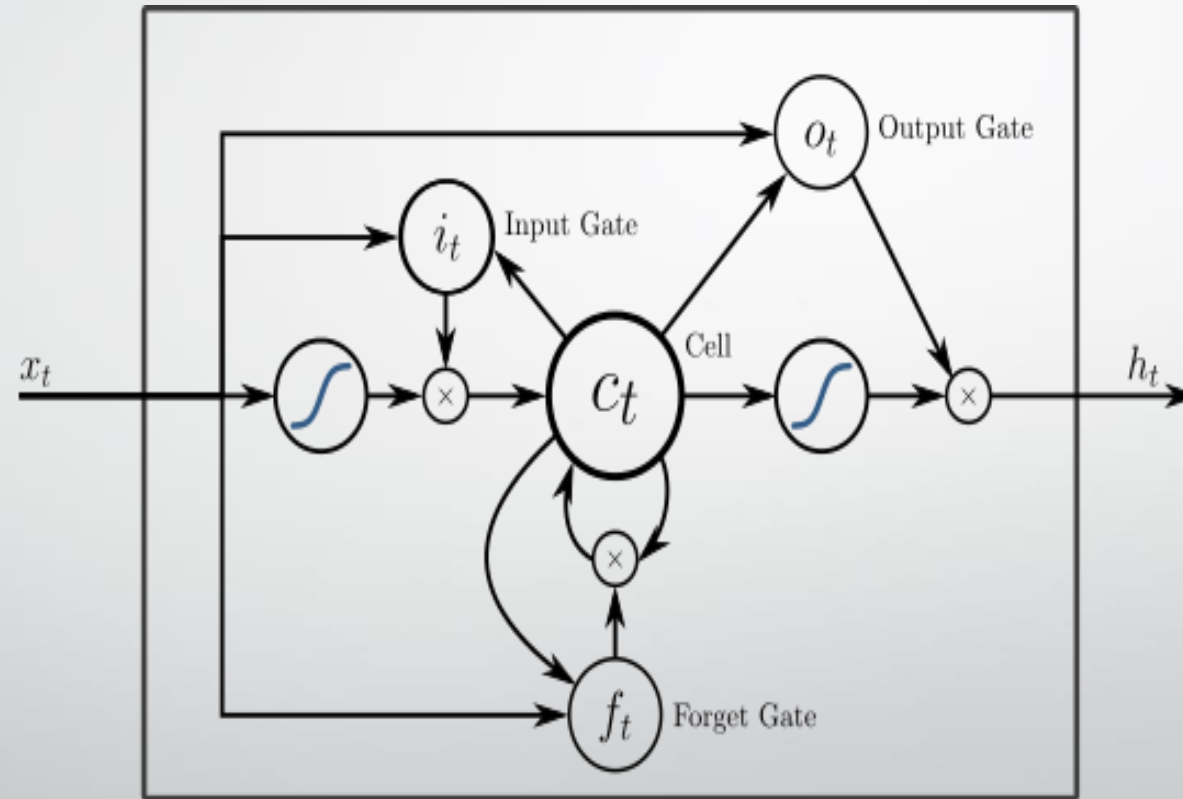 o_t Output Gate
i_t Input Gate
Cell
x_t
×
c_t
×
h_t
×
f_t Forget Gate